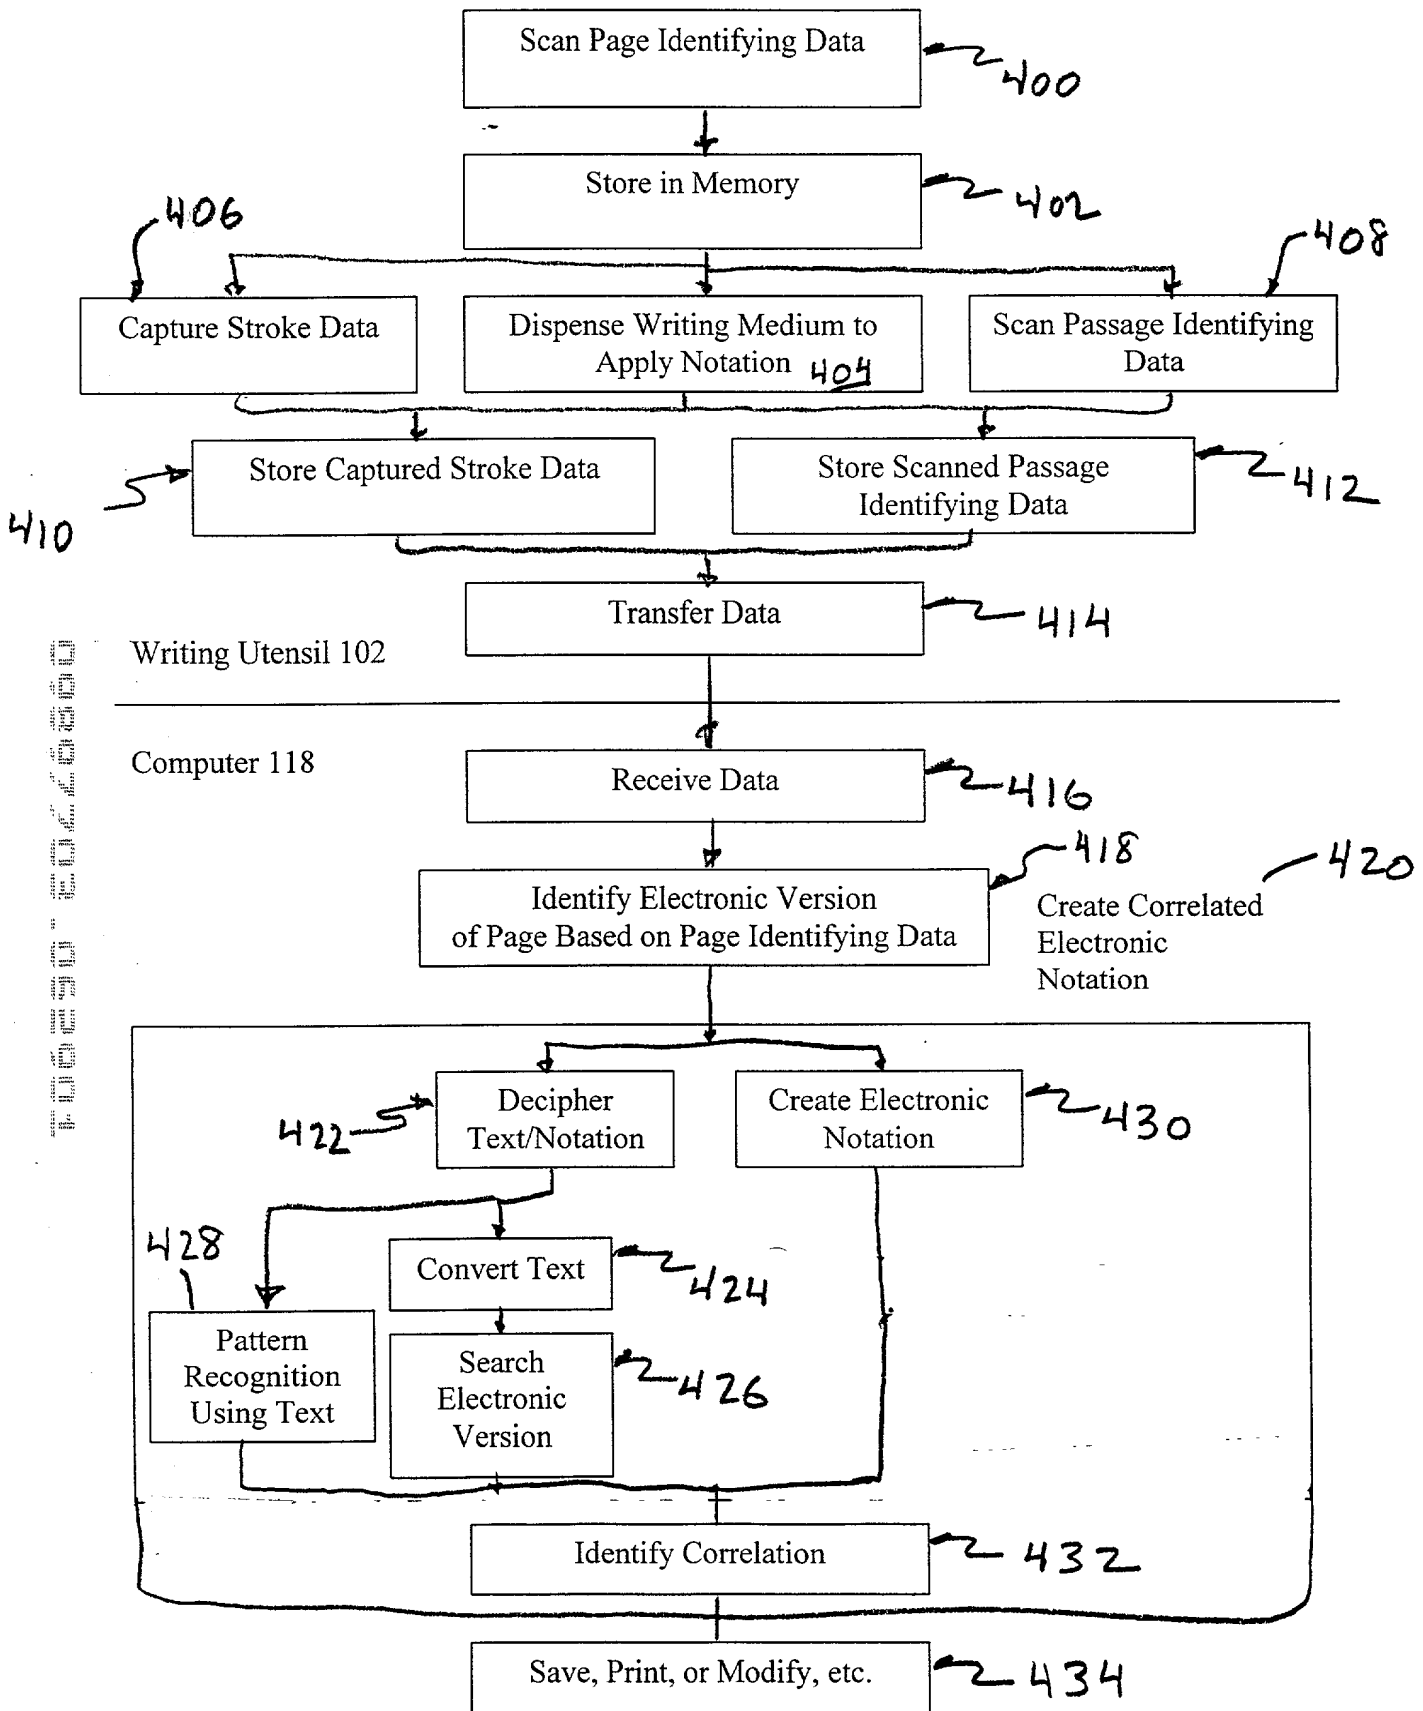 Scan Page Identifying Data
400
Store in Memory
402
406
408
Capture Stroke Data
Dispense Writing Medium to
Apply Notation 404
Scan Passage Identifying
Data
Store Captured Stroke Data
410
Store Scanned Passage
Identifying Data
412
Transfer Data
414
Writing Utensil 102
Computer 118
Receive Data
416
418
Identify Electronic Version
of Page Based on Page Identifying Data
420
Create Correlated
Electronic
Notation
Decipher
Text/Notation
422
Create Electronic
Notation
430
428
Convert Text
424
Pattern
Recognition
Using Text
Search
Electronic
Version
426
Identify Correlation
432
Save, Print, or Modify, etc.
434